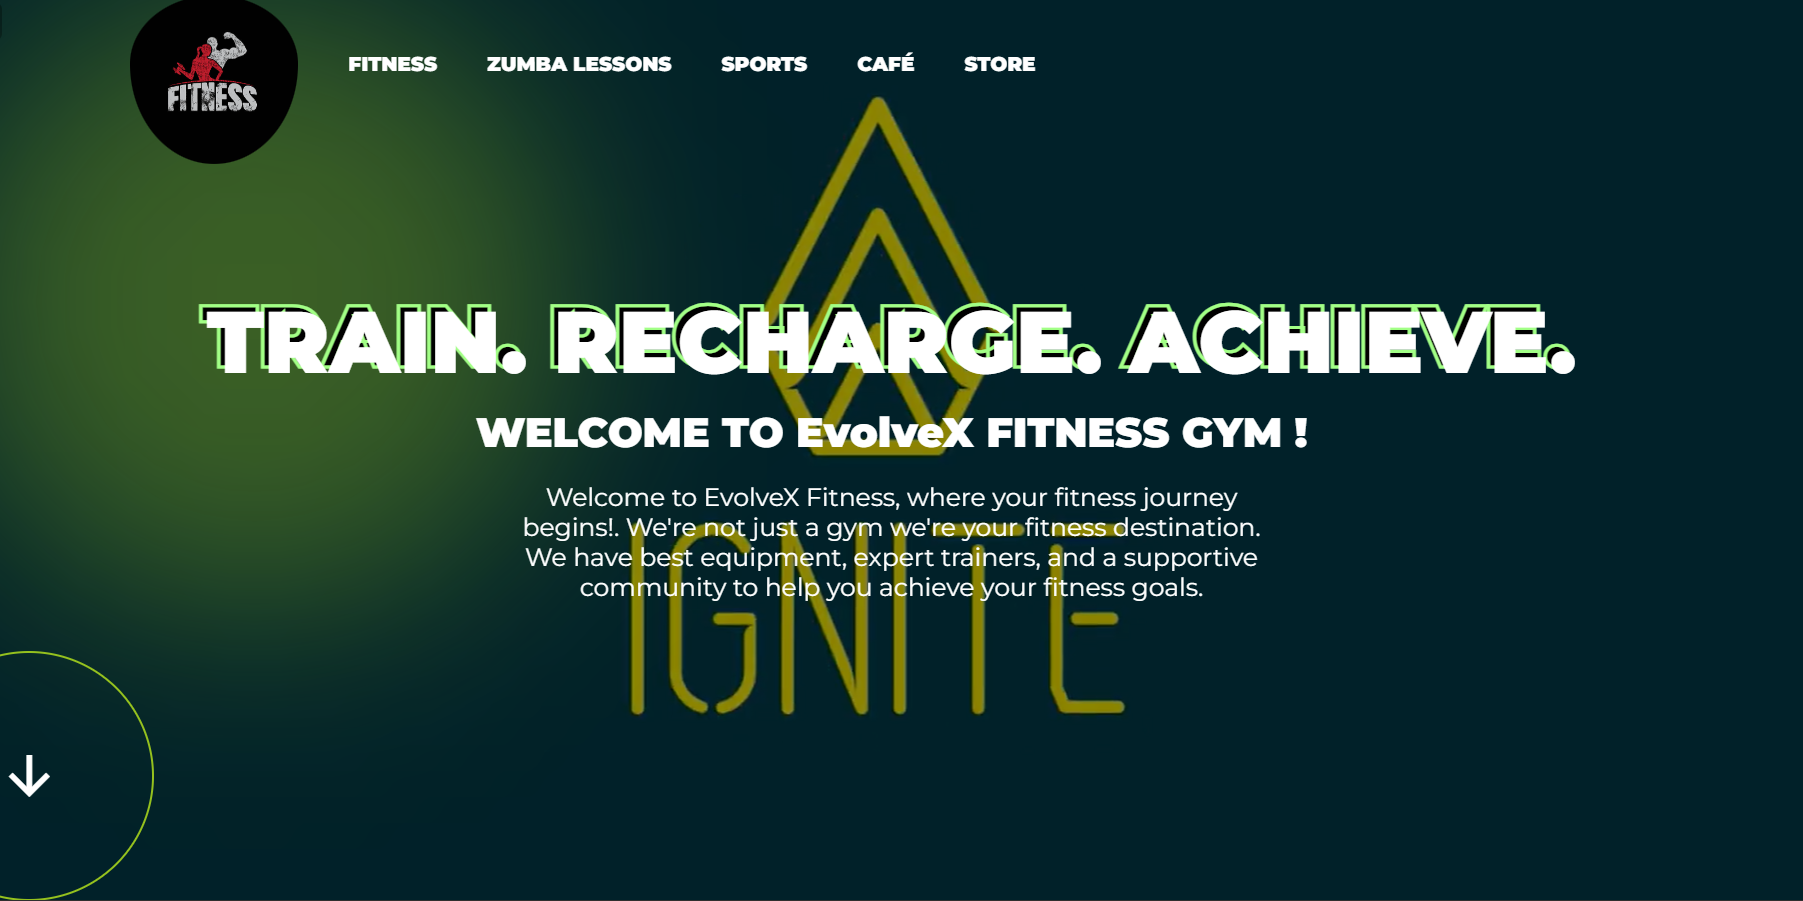 FITNESS
FITNESS ZUMBA LESSONS SPORTS CAFÉ STORE
TRAIN. RECHARGE. ACHIEVE.
WELCOME TO EvolveX FITNESS GYM !
Welcome to EvolveX Fitness, where your fitness journey
begins!. We're not just a gym we're your fitness destination.
We have best equipment, expert trainers, and a supportive
community to help you achieve your fitness goals.
IGNITE